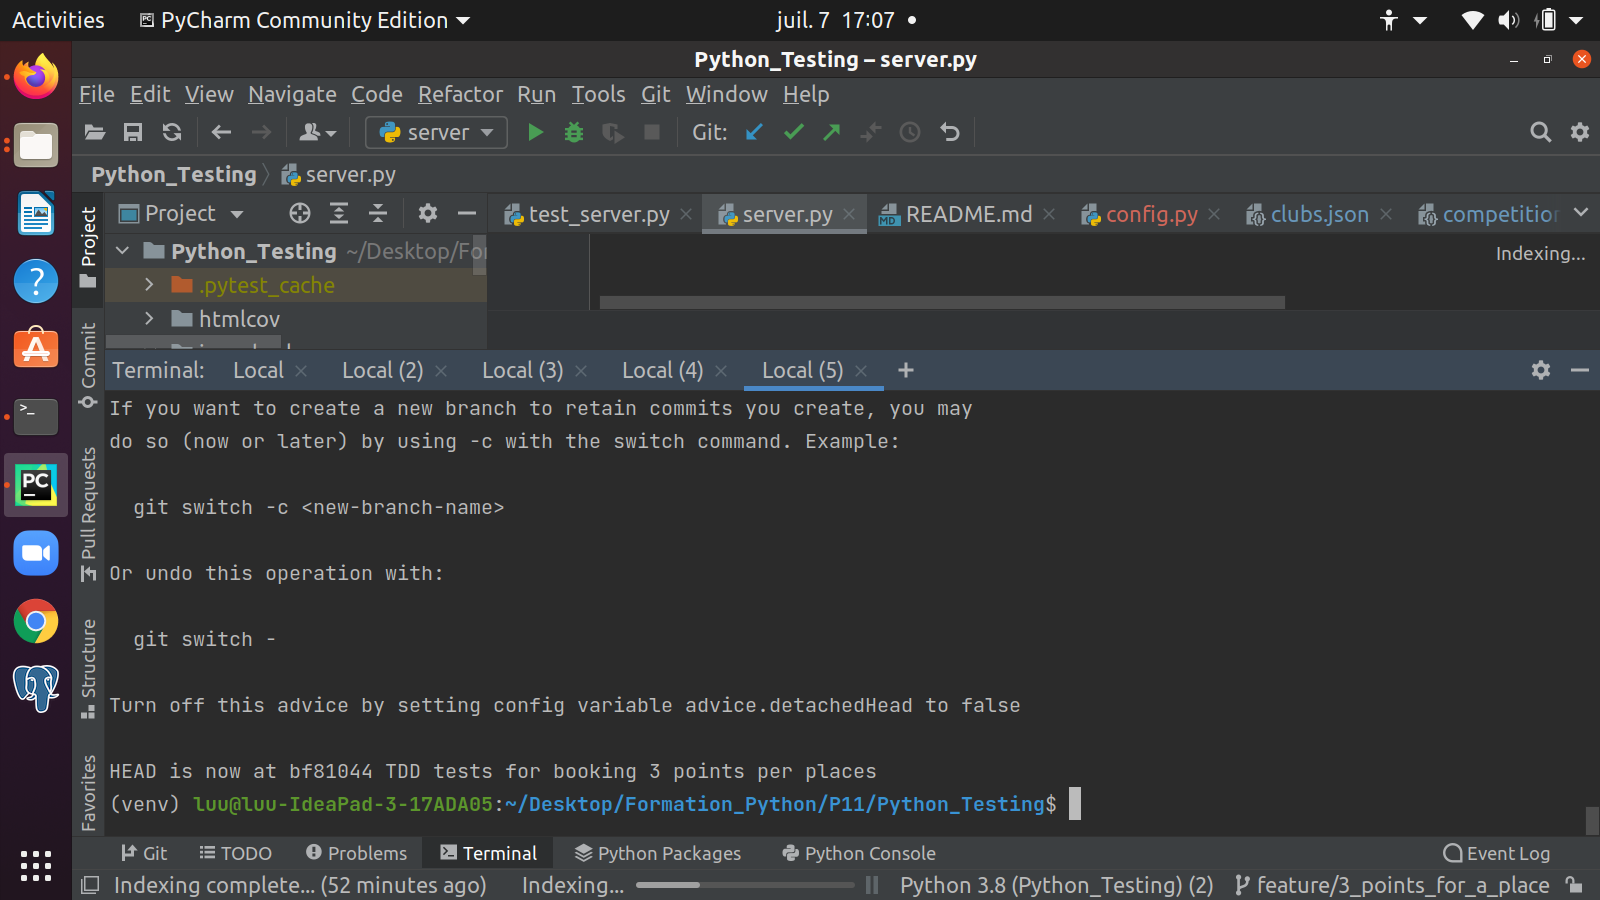 Activities PyCharm Community Edition juil. 7 17:07
Python_Testing – server.py
File Edit View Navigate Code Refactor Run Tools Git Window Help
server Git:
Python_Testing server.py
Project test_server.py server.py README.md config.py clubs.json competition
Python_Testing ~/Desktop/For
Indexing...
.pytest_cache
htmlcov
Project
Commit
Pull Requests
Structure
Favorites
Terminal: Local Local (2) Local (3) Local (4) Local (5) +
If you want to create a new branch to retain commits you create, you may
do so (now or later) by using -c with the switch command. Example:
git switch -c <new-branch-name>
Or undo this operation with:
git switch -
Turn off this advice by setting config variable advice.detachedHead to false
HEAD is now at bf81044 TDD tests for booking 3 points per places
(venv) luu@luu-IdeaPad-3-17ADA05:~/Desktop/Formation_Python/P11/Python_Testing$
Git TODO Problems Terminal Python Packages Python Console Event Log
Indexing complete... (52 minutes ago) Indexing... Python 3.8 (Python_Testing) (2) feature/3_points_for_a_place